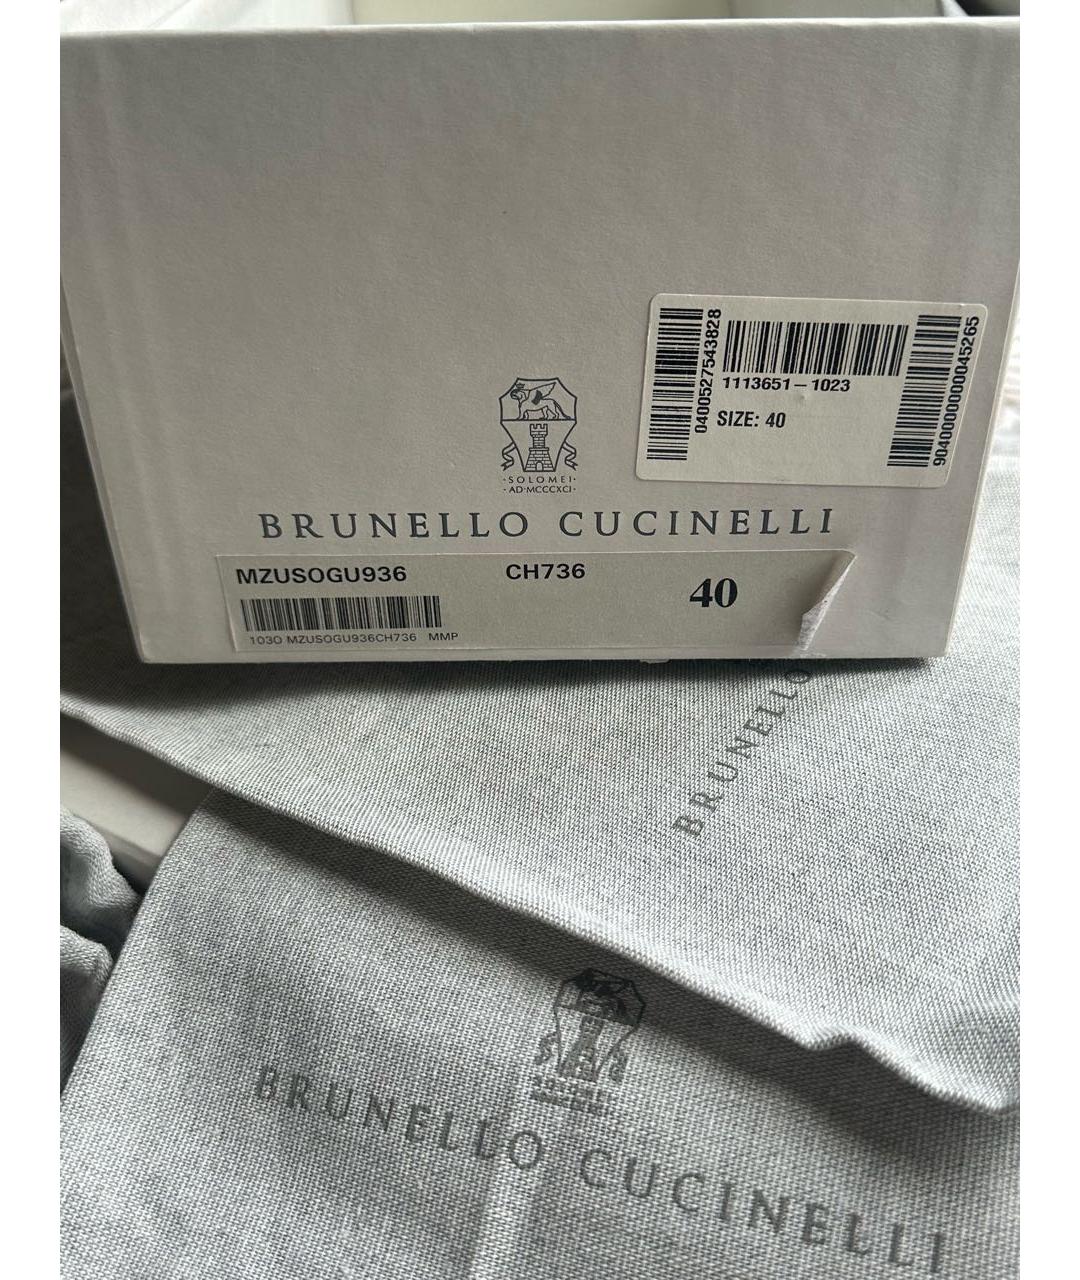 0400527543828
1113651-1023
SIZE: 40
9040000000045265
·SOLOMEI·
·AD·MCCCXCI·
BRUNELLO CUCINELLI
MZUSOGU936 CH736 40
1030 MZUSOGU936CH736 MMP
BRUNELLO
BRUNELLO CUCINELLI